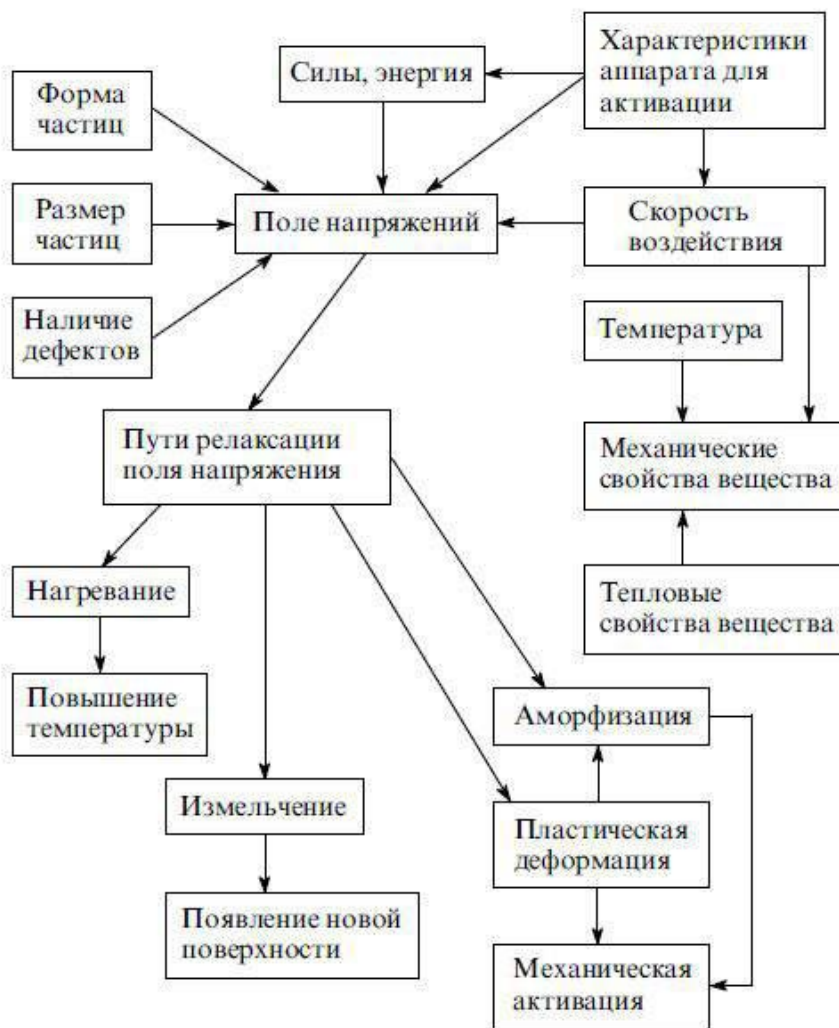 Характеристики
аппарата для
активации
Силы, энергия
Форма
частиц
Размер
частиц
Поле напряжений
Скорость
воздействия
Наличие
дефектов
Температура
Пути релаксации
поля напряжения
Механические
свойства вещества
Нагревание
Тепловые
свойства вещества
Повышение
температуры
Аморфизация
Измельчение
Пластическая
деформация
Появление новой
поверхности
Механическая
активация